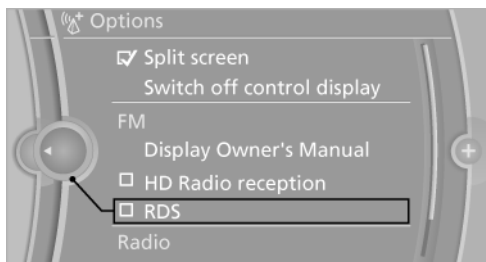 Options
Split screen
Switch off control display
FM
Display Owner's Manual
HD Radio reception
RDS
Radio